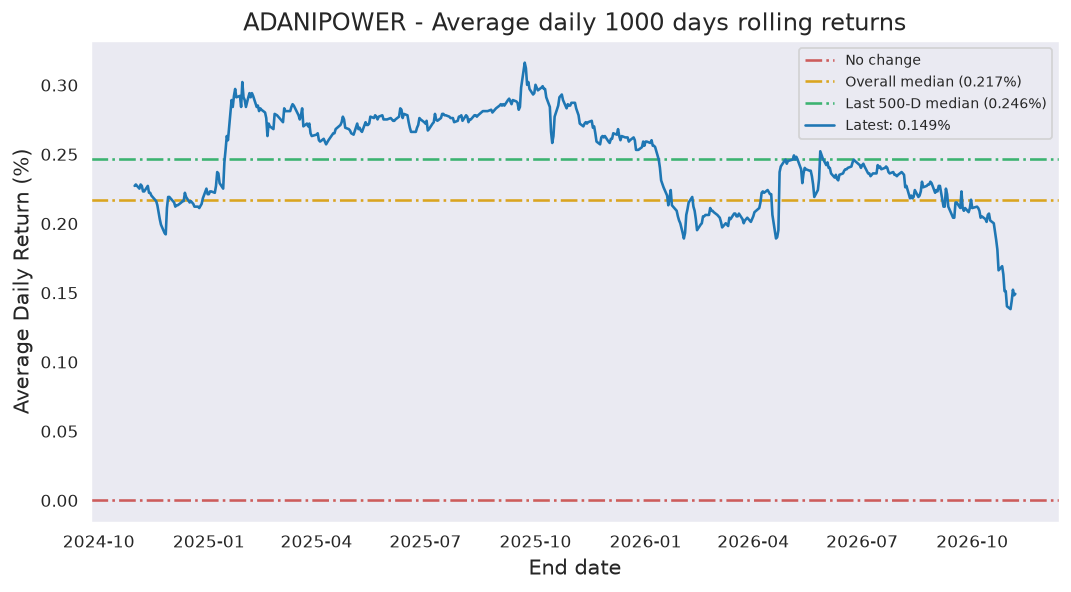 ADANIPOWER - Average daily 1000 days rolling returns
No change
Overall median (0.217%)
Last 500-D median (0.246%)
Latest: 0.149%
Average Daily Return (%)
0.30
0.25
0.20
0.15
0.10
0.05
0.00
2024-10 2025-01 2025-04 2025-07 2025-10 2026-01 2026-04 2026-07 2026-10
End date